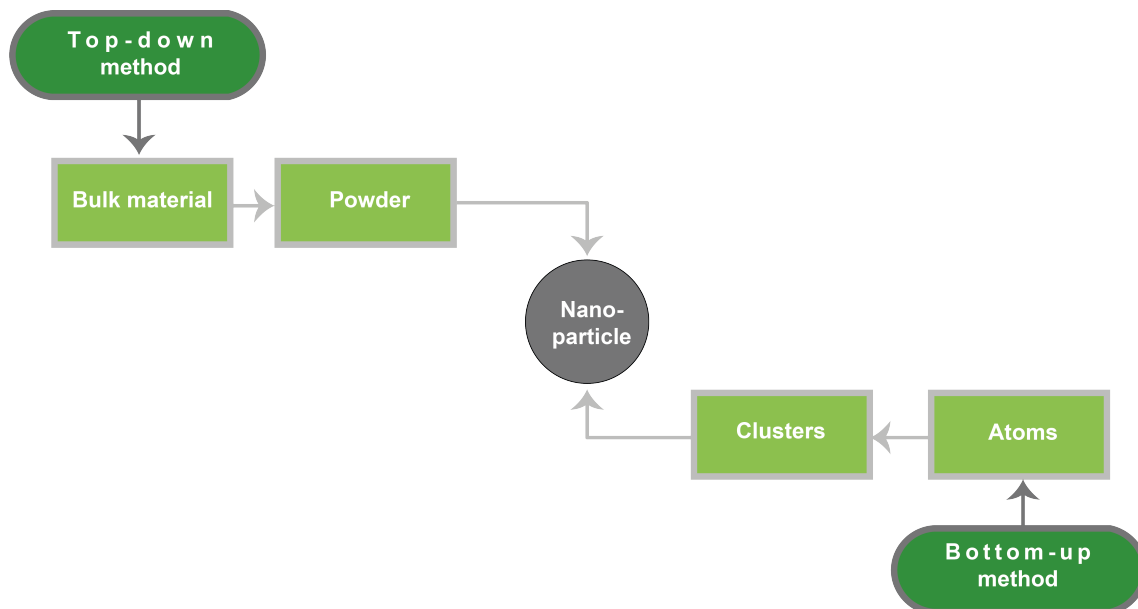 Top-down
method
Bulk material
Powder
Nano-
particle
Clusters
Atoms
Bottom-up
method